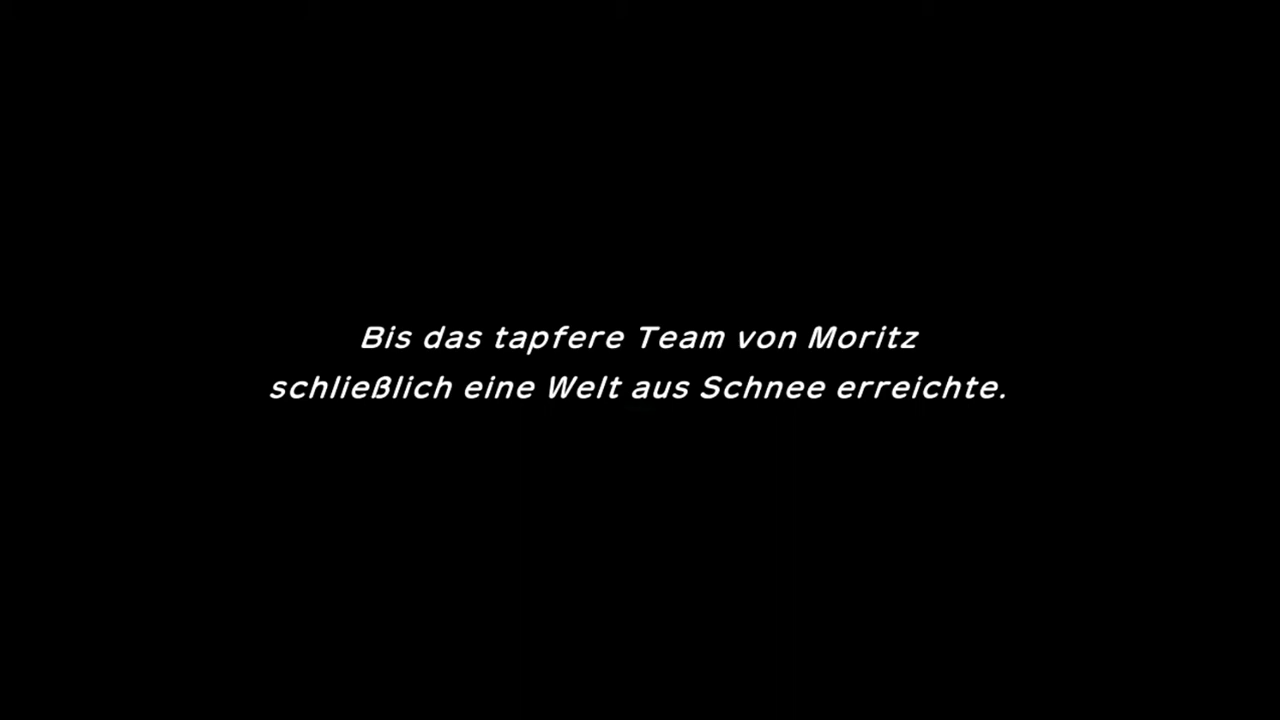 Bis das tapfere Team von Moritz
schließlich eine Welt aus Schnee erreichte.